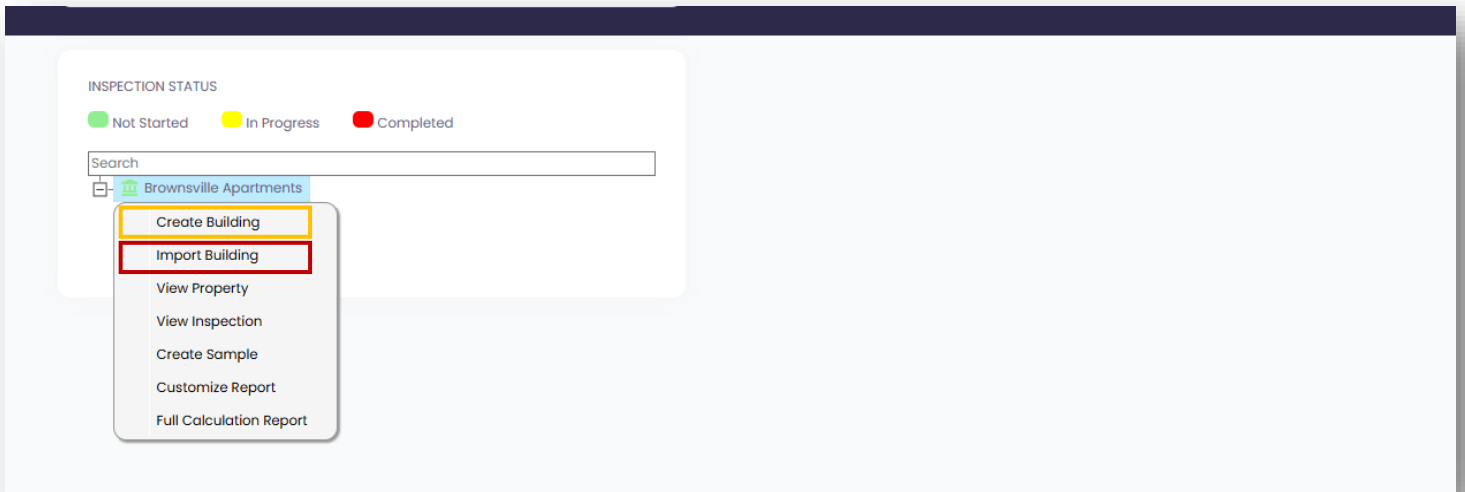 INSPECTION STATUS
Not Started In Progress Completed
Search
Brownsville Apartments
Create Building
Import Building
View Property
View Inspection
Create Sample
Customize Report
Full Calculation Report